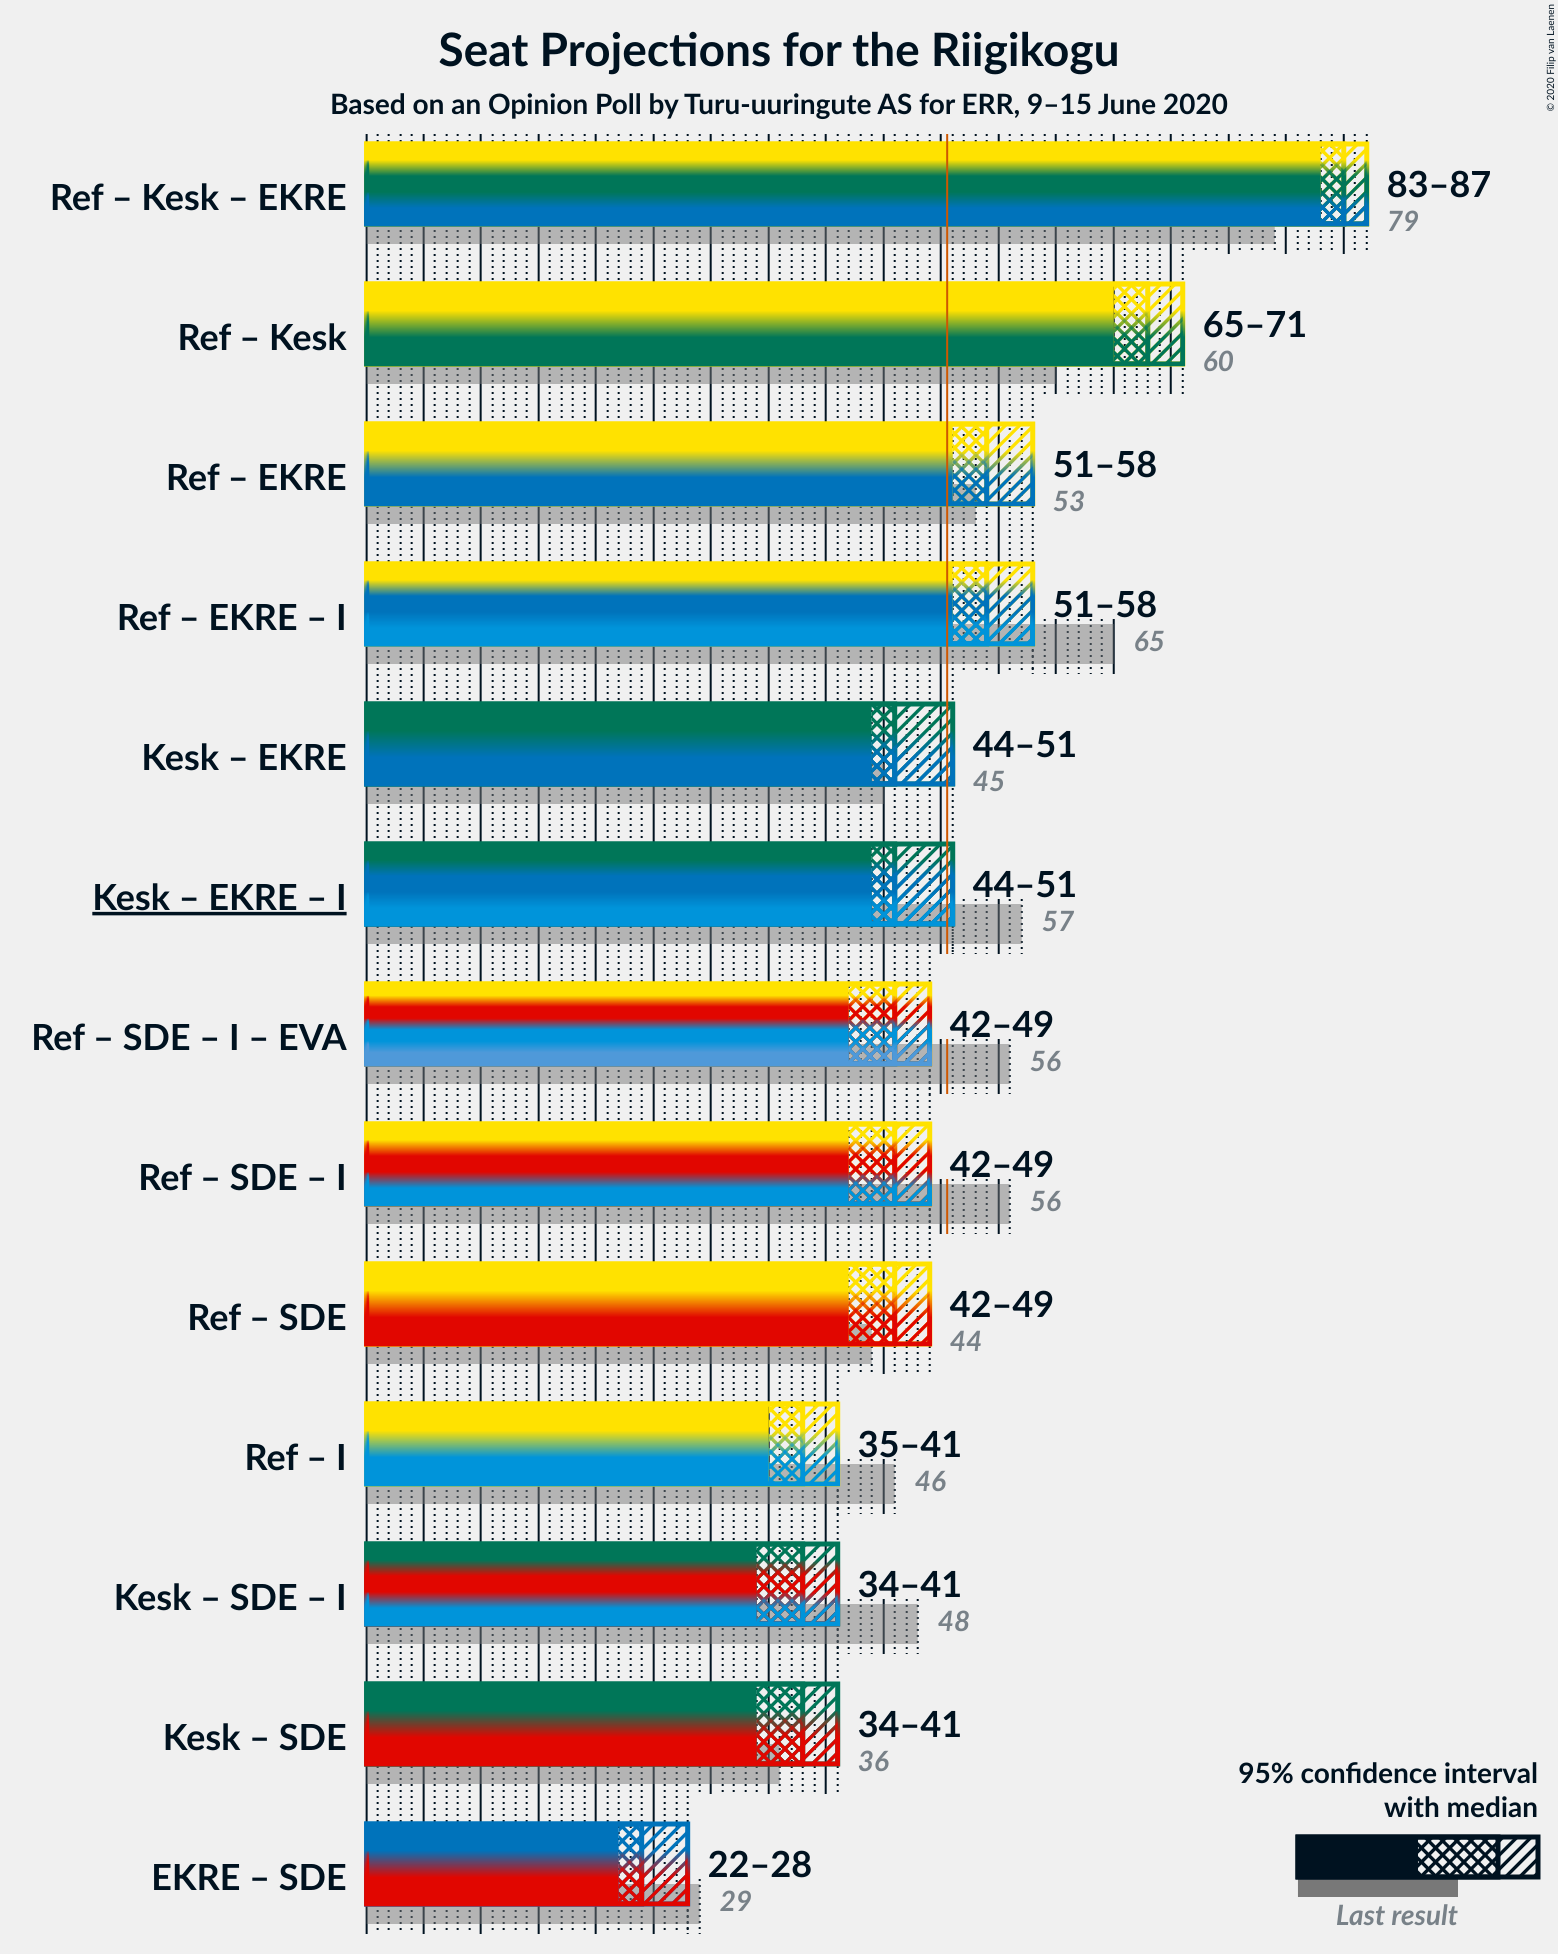 Seat Projections for the Riigikogu
Based on an Opinion Poll by Turu-uuringute AS for ERR, 9–15 June 2020
© 2020 Filip van Laenen
Ref – Kesk – EKRE
83–87
79
Ref – Kesk
65–71
60
Ref – EKRE
51–58
53
Ref – EKRE – I
51–58
65
Kesk – EKRE
44–51
45
Kesk – EKRE – I
44–51
57
Ref – SDE – I – EVA
42–49
56
Ref – SDE – I
42–49
56
Ref – SDE
42–49
44
Ref – I
35–41
46
Kesk – SDE – I
34–41
48
Kesk – SDE
34–41
36
EKRE – SDE
22–28
29
95% confidence interval
with median
Last result